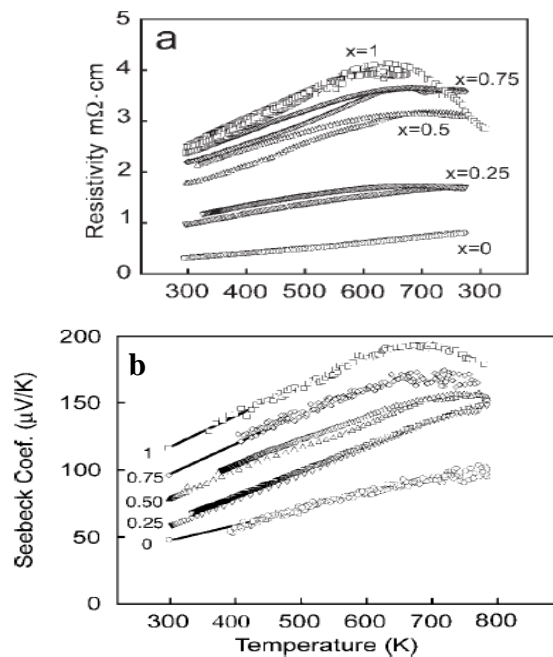 a
Resistivity mΩ·cm
5
4
3
2
1
0
x=1
x=0.75
x=0.5
x=0.25
x=0
300 400 500 600 700 300
b
Seebeck Coef. (μV/K)
200
150
100
50
0
1
0.75
0.50
0.25
0
300 400 500 600 700 800
Temperature (K)